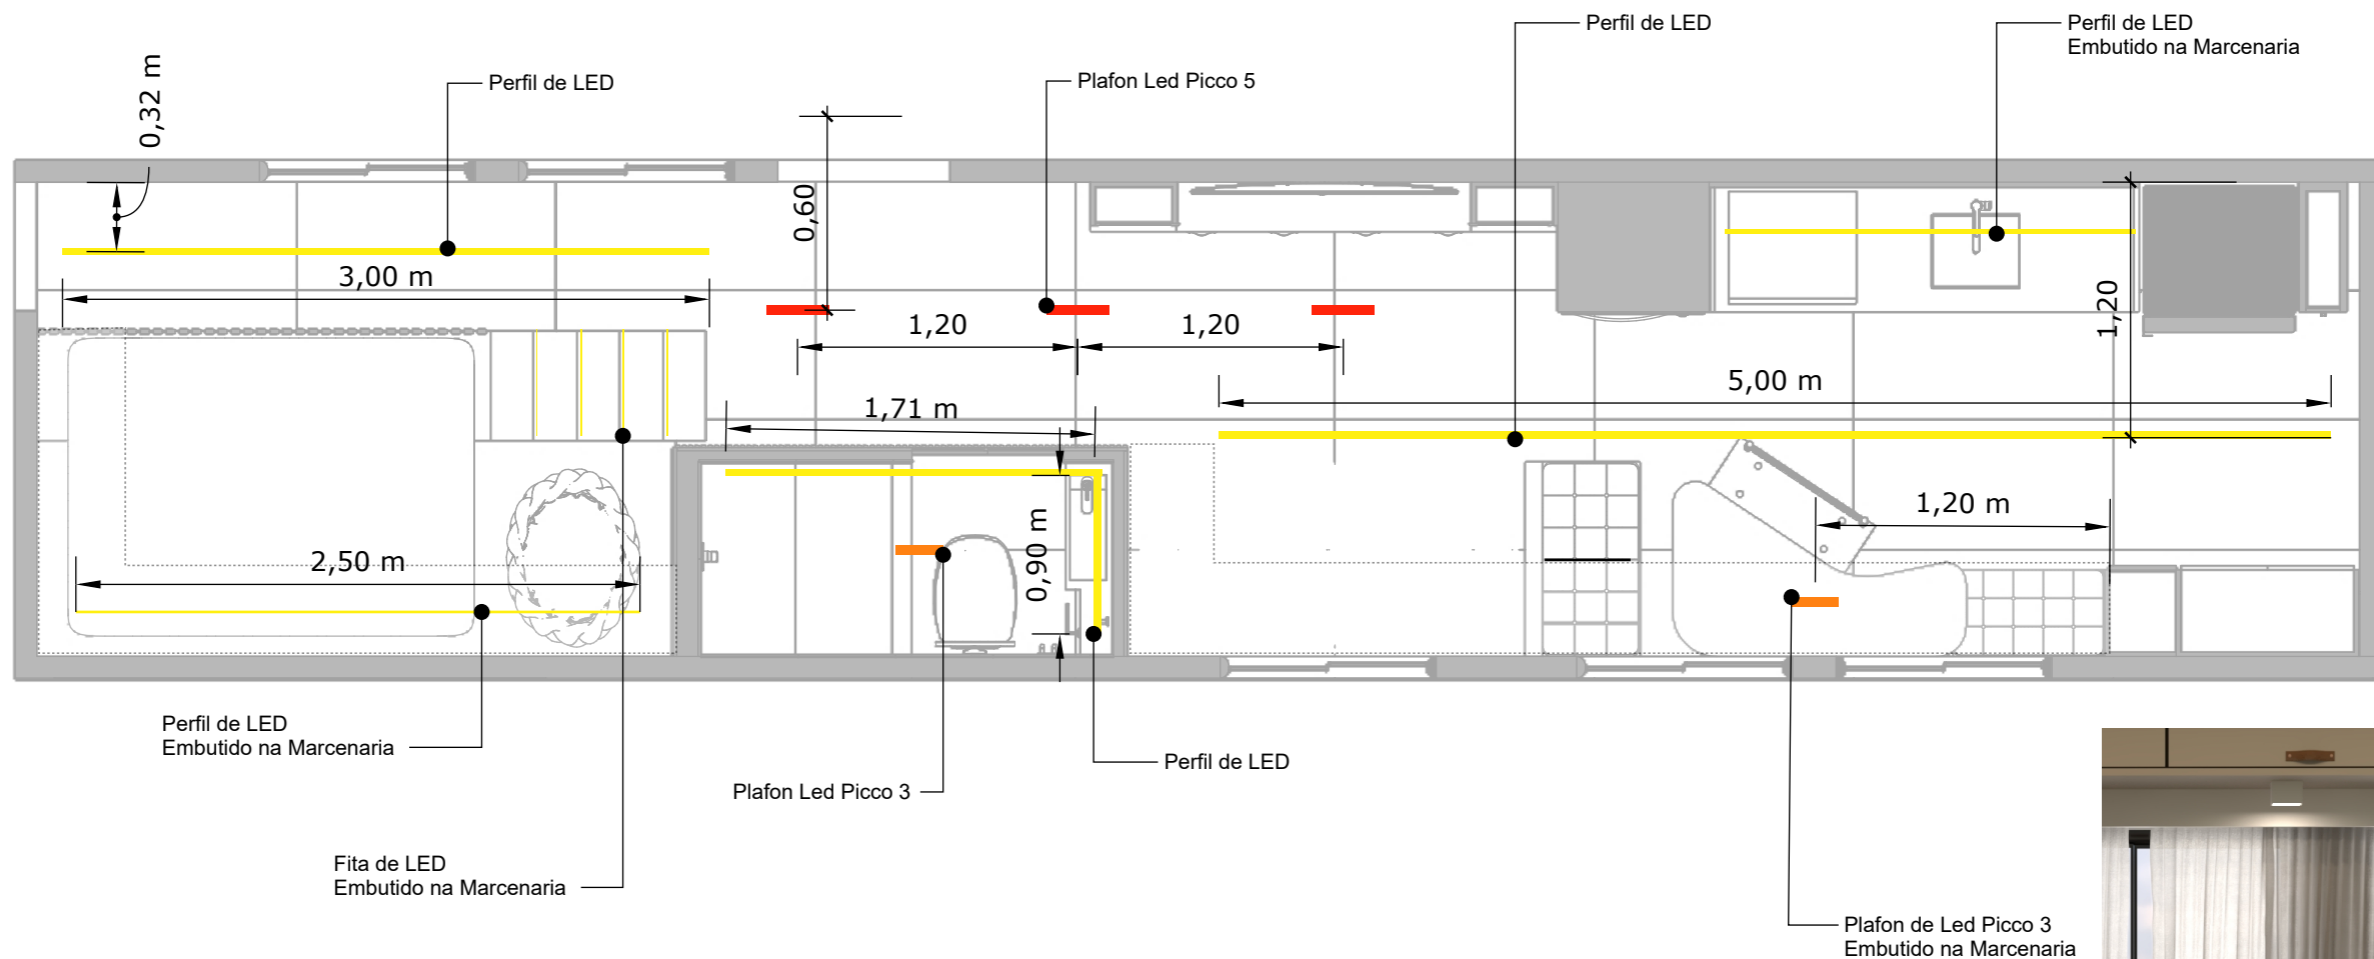 Perfil de LED
Perfil de LED
Embutido na Marcenaria
Perfil de LED
Plafon Led Picco 5
0,32 m
0,60
3,00 m
1,20
1,20
1,20
5,00 m
1,71 m
1,20 m
0,90 m
2,50 m
Perfil de LED
Embutido na Marcenaria
Perfil de LED
Plafon Led Picco 3
Fita de LED
Embutido na Marcenaria
Plafon de Led Picco 3
Embutido na Marcenaria